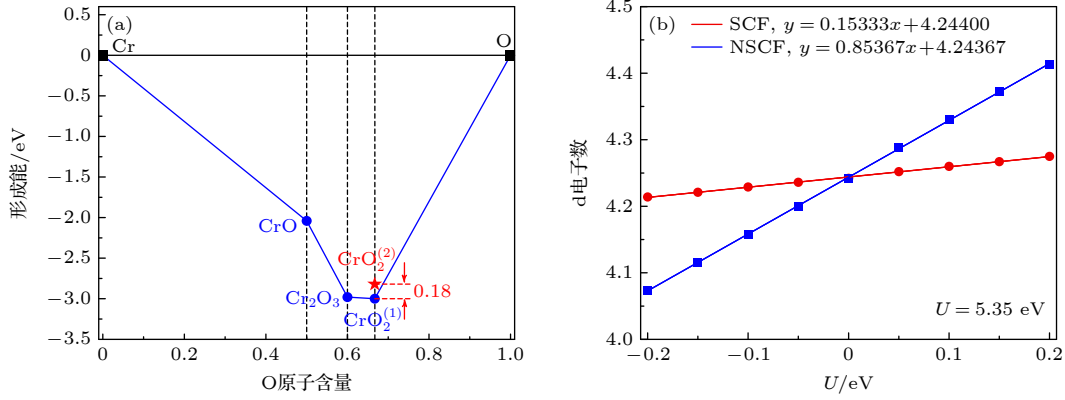 (a)
Cr
O
0
−0.5
−1.0
−1.5
−2.0
−2.5
−3.0
−3.5
形成能/eV
CrO
Cr₂O₃
CrO₂⁽²⁾
0.18
CrO₂⁽¹⁾
0 0.2 0.4 0.6 0.8 1.0
O原子含量
(b)
SCF, y = 0.15333x+4.24400
NSCF, y = 0.85367x+4.24367
4.5
4.4
4.3
4.2
4.1
4.0
d电子数
U = 5.35 eV
−0.2 −0.1 0 0.1 0.2
U/eV